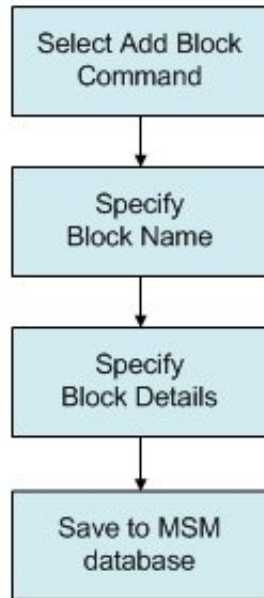 Select Add Block
Command
Specify
Block Name
Specify
Block Details
Save to MSM
database